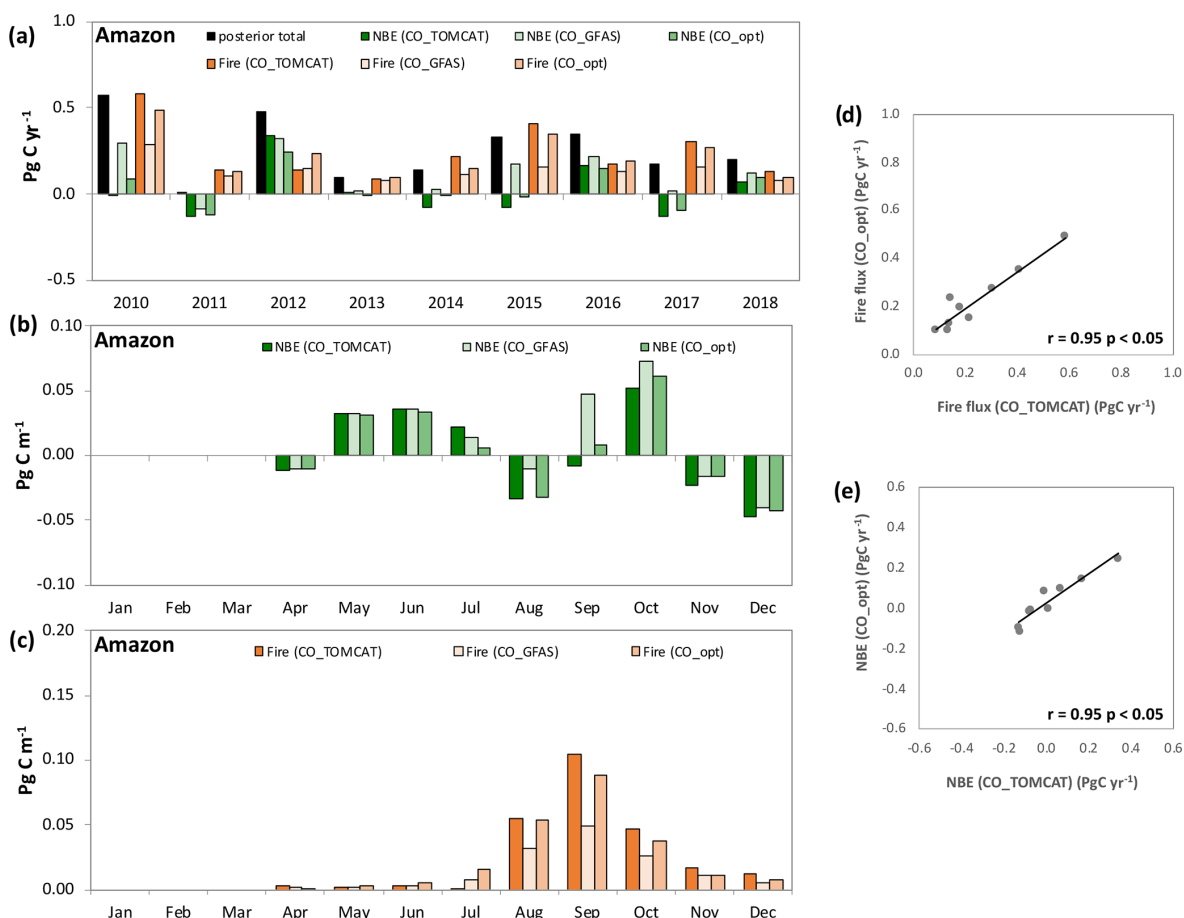 (a)
Amazon
posterior total
NBE (CO_TOMCAT)
NBE (CO_GFAS)
NBE (CO_opt)
Fire (CO_TOMCAT)
Fire (CO_GFAS)
Fire (CO_opt)
Pg C yr⁻¹
1.0
0.5
0.0
-0.5
2010 2011 2012 2013 2014 2015 2016 2017 2018
(b)
Amazon
NBE (CO_TOMCAT)
NBE (CO_GFAS)
NBE (CO_opt)
Pg C m⁻¹
0.10
0.05
0.00
-0.05
-0.10
Jan Feb Mar Apr May Jun Jul Aug Sep Oct Nov Dec
(c)
Amazon
Fire (CO_TOMCAT)
Fire (CO_GFAS)
Fire (CO_opt)
Pg C m⁻¹
0.20
0.15
0.10
0.05
0.00
Jan Feb Mar Apr May Jun Jul Aug Sep Oct Nov Dec
(d)
Fire flux (CO_opt) (PgC yr⁻¹)
1.0
0.8
0.6
0.4
0.2
0.0
r = 0.95 p < 0.05
0.0 0.2 0.4 0.6 0.8 1.0
Fire flux (CO_TOMCAT) (PgC yr⁻¹)
(e)
NBE (CO_opt) (PgC yr⁻¹)
0.6
0.4
0.2
0.0
-0.2
-0.4
-0.6
r = 0.95 p < 0.05
-0.6 -0.4 -0.2 0.0 0.2 0.4 0.6
NBE (CO_TOMCAT) (PgC yr⁻¹)